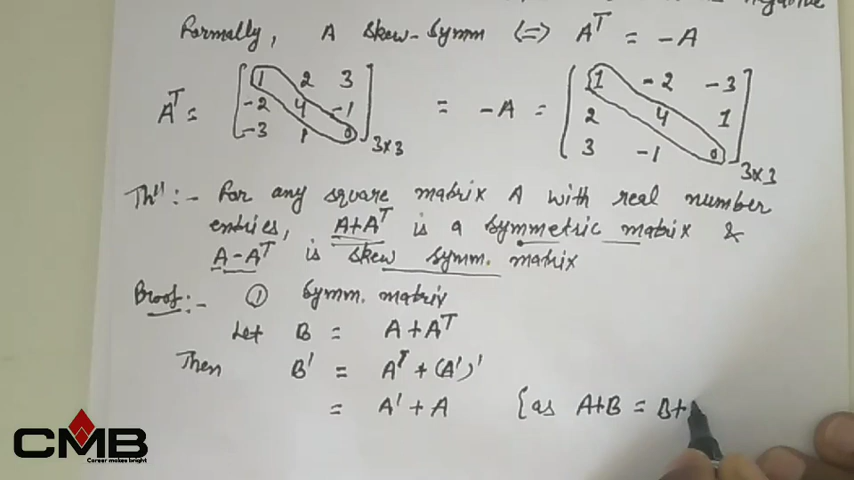 negative
Formally, A skew-symm <=> Aᵀ = -A
Aᵀ = [1 2 3 = -A = [1 -2 -3
-2 4 -1 2 4 1
-3 1 0]3x3 3 -1 0]3x3
Thᵐ :- For any square matrix A with real number
entries, A+Aᵀ is a symmetric matrix &
A-Aᵀ is skew symm. matrix
Proof:- ① Symm. matrix
Let B = A+Aᵀ
Then B' = Aᵀ+(A')'
= A'+A {as A+B = B+
CMB
Career makes bright